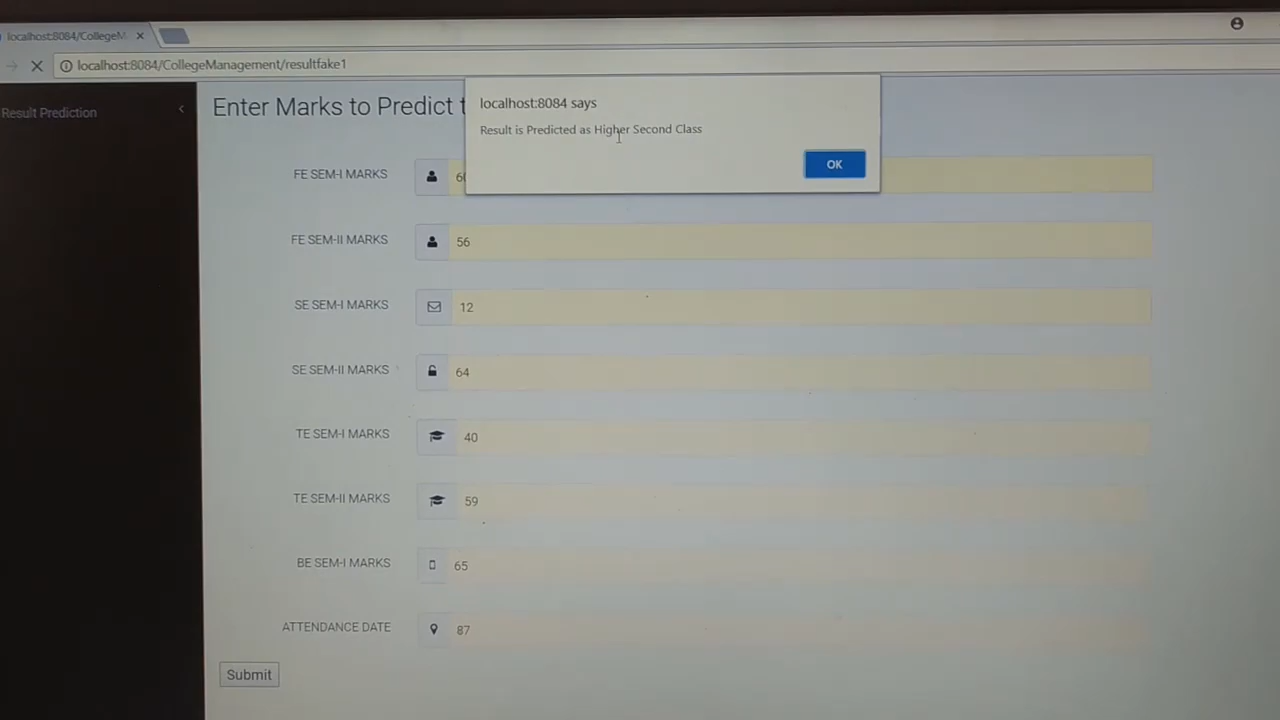 localhost:8084/CollegeM
localhost:8084/CollegeManagement/resultfake1
Result Prediction
Enter Marks to Predict t
localhost:8084 says
Result is Predicted as Higher Second Class
OK
FE SEM-I MARKS
FE SEM-II MARKS 56
SE SEM-I MARKS 12
SE SEM-II MARKS 64
TE SEM-I MARKS 40
TE SEM-II MARKS 59
BE SEM-I MARKS 65
ATTENDANCE DATE 87
Submit